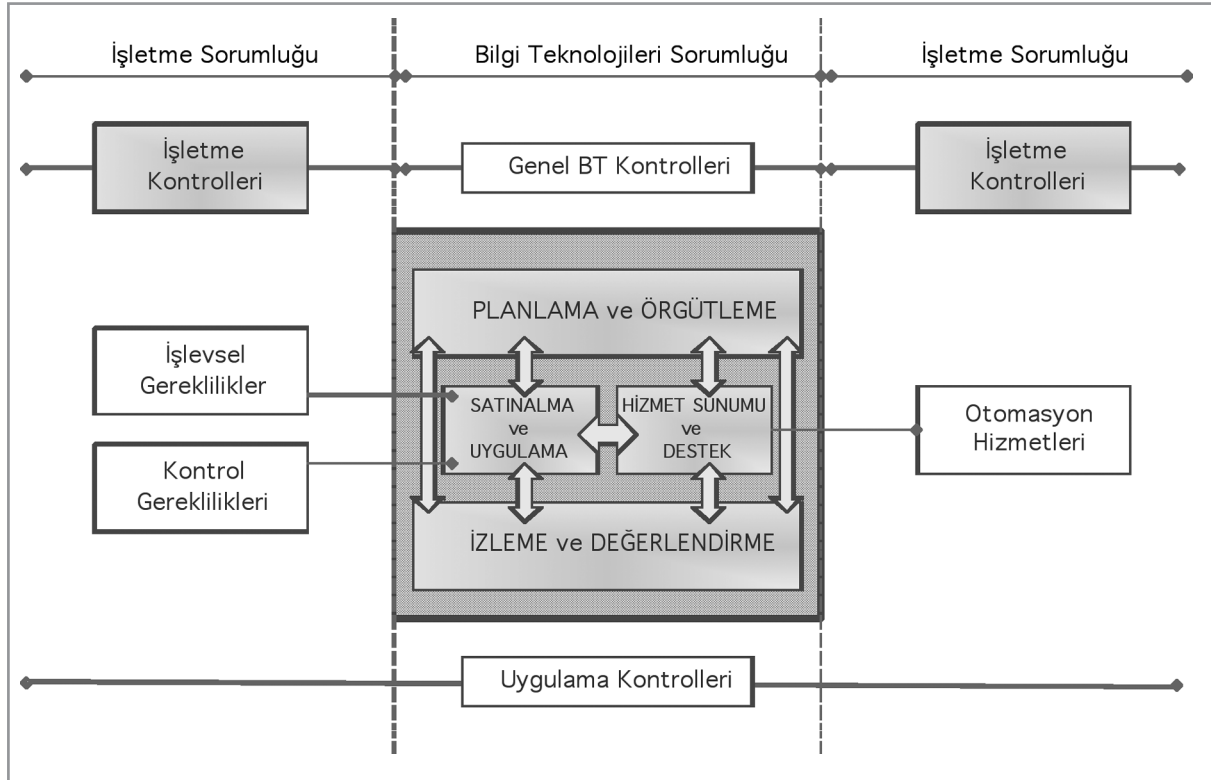 İşletme Sorumluğu
Bilgi Teknolojileri Sorumluğu
İşletme Sorumluğu
İşletme
Kontrolleri
Genel BT Kontrolleri
İşletme
Kontrolleri
PLANLAMA ve ÖRGÜTLEME
İşlevsel
Gereklilikler
SATINALMA
ve
UYGULAMA
HİZMET SUNUMU
ve
DESTEK
Otomasyon
Hizmetleri
Kontrol
Gereklilikleri
İZLEME ve DEĞERLENDİRME
Uygulama Kontrolleri